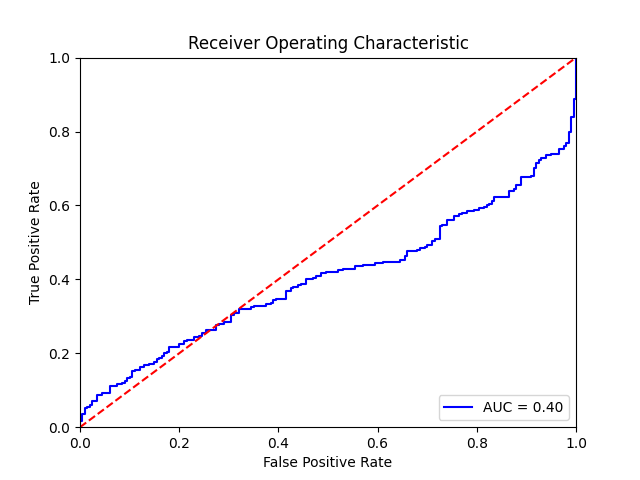 Receiver Operating Characteristic
1.0
0.8
0.6
0.4
0.2
0.0
True Positive Rate
0.0 0.2 0.4 0.6 0.8 1.0
False Positive Rate
AUC = 0.40